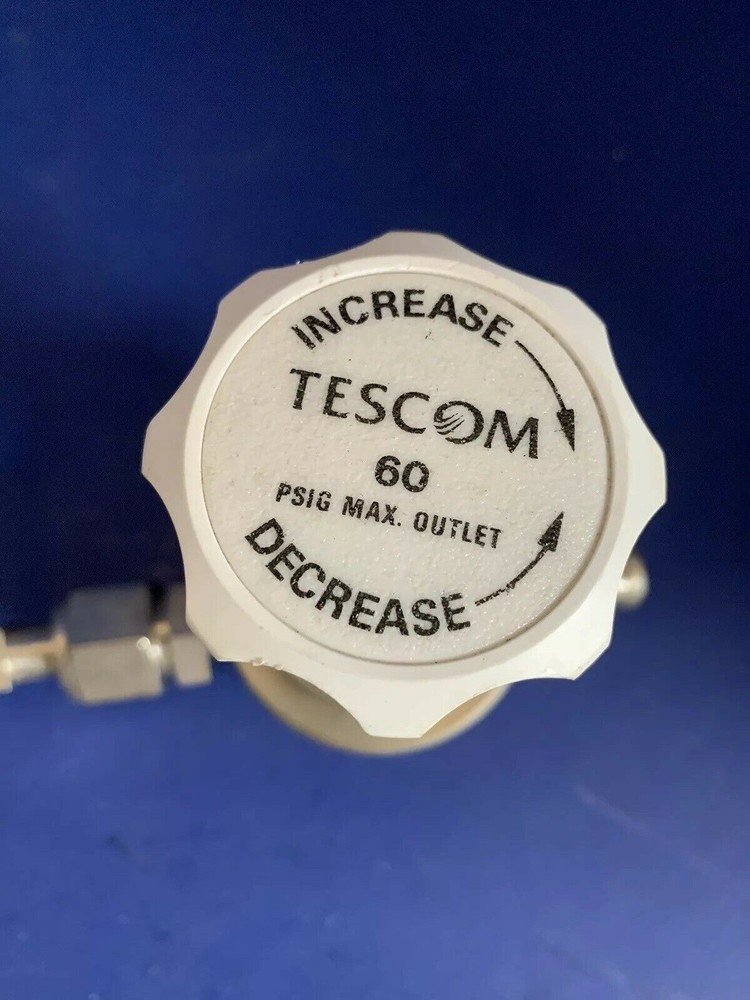 INCREASE
TESCOM
60
PSIG MAX. OUTLET
DECREASE